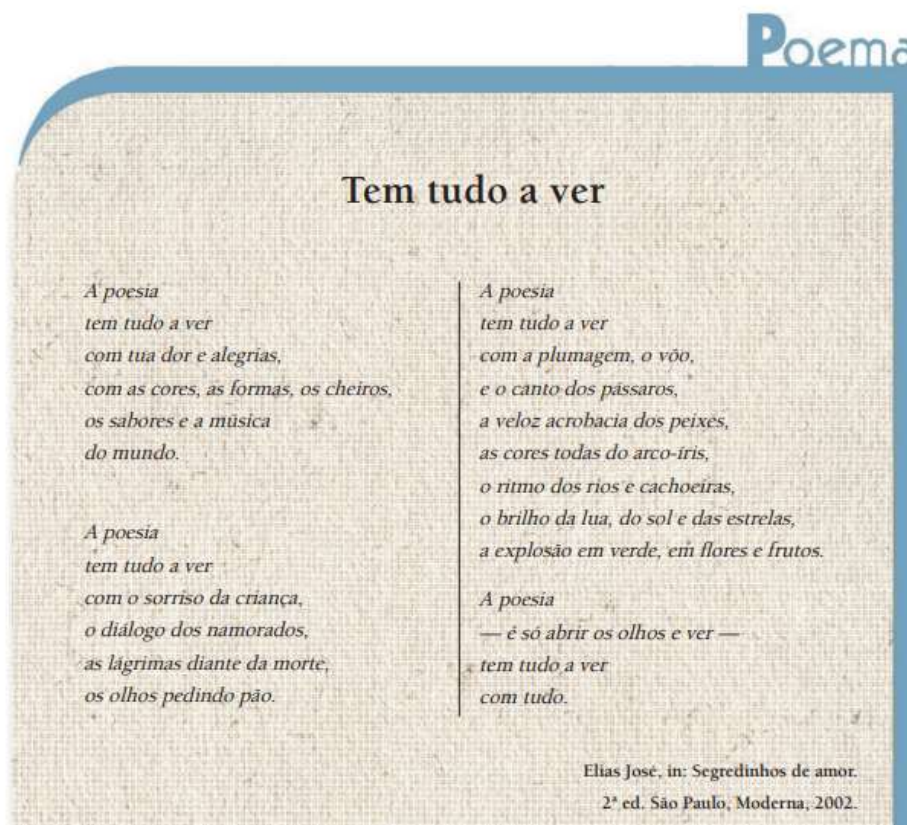 Poema
Tem tudo a ver
A poesia
tem tudo a ver
com tua dor e alegrias,
com as cores, as formas, os cheiros,
os sabores e a música
do mundo.
A poesia
tem tudo a ver
com o sorriso da criança,
o diálogo dos namorados,
as lágrimas diante da morte,
os olhos pedindo pão.
A poesia
tem tudo a ver
com a plumagem, o vôo,
e o canto dos pássaros,
a veloz acrobacia dos peixes,
as cores todas do arco-íris,
o ritmo dos rios e cachoeiras,
o brilho da lua, do sol e das estrelas,
a explosão em verde, em flores e frutos.
A poesia
— é só abrir os olhos e ver —
tem tudo a ver
com tudo.
Elias José, in: Segredinhos de amor.
2ª ed. São Paulo, Moderna, 2002.